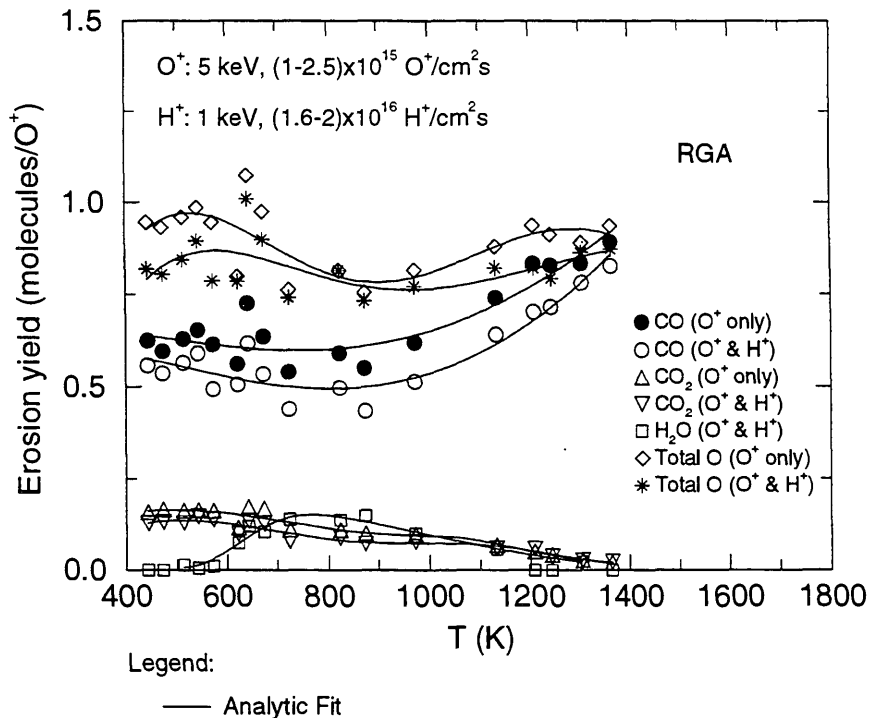 1.5
O⁺: 5 keV, (1-2.5)x10¹⁵ O⁺/cm²s
H⁺: 1 keV, (1.6-2)x10¹⁶ H⁺/cm²s
RGA
1.0
Erosion yield (molecules/O⁺)
CO (O⁺ only)
CO (O⁺ & H⁺)
0.5
CO₂ (O⁺ only)
CO₂ (O⁺ & H⁺)
H₂O (O⁺ & H⁺)
Total O (O⁺ only)
Total O (O⁺ & H⁺)
0.0
400 600 800 1000 1200 1400 1600 1800
T (K)
Legend:
Analytic Fit